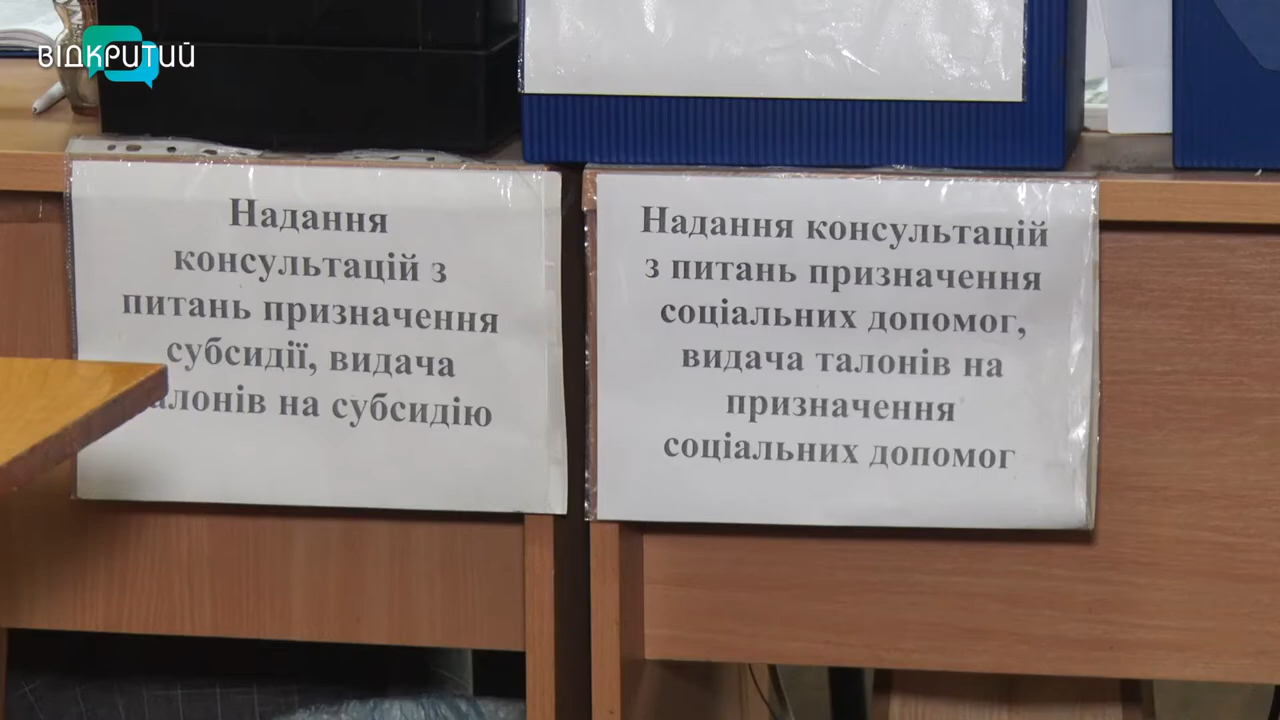 ВІДКРИТИЙ
Надання
консультацій з
питань призначення
субсидії, видача
алонів на субсидію
Надання консультацій
з питань призначення
соціальних допомог,
видача талонів на
призначення
соціальних допомог